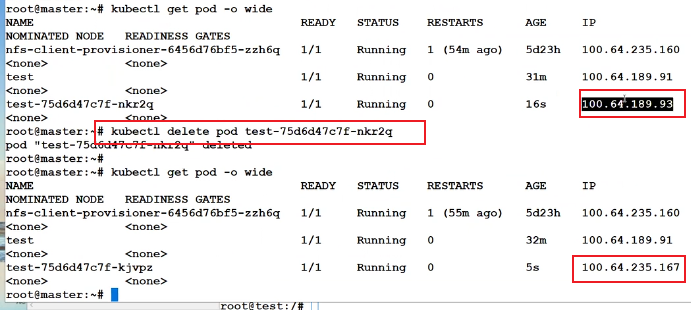 root@master:~# kubectl get pod -o wide
NAME READY STATUS RESTARTS AGE IP
NOMINATED NODE READINESS GATES
nfs-client-provisioner-6456d76bf5-zzh6q 1/1 Running 1 (54m ago) 5d23h 100.64.235.160
<none> <none>
test 1/1 Running 0 31m 100.64.189.91
<none> <none>
test-75d6d47c7f-nkr2q 1/1 Running 0 16s 100.64.189.93
<none> <none>
root@master:~# kubectl delete pod test-75d6d47c7f-nkr2q
pod "test-75d6d47c7f-nkr2q" deleted
root@master:~#
root@master:~# kubectl get pod -o wide
NAME READY STATUS RESTARTS AGE IP
NOMINATED NODE READINESS GATES
nfs-client-provisioner-6456d76bf5-zzh6q 1/1 Running 1 (55m ago) 5d23h 100.64.235.160
<none> <none>
test 1/1 Running 0 32m 100.64.189.91
<none> <none>
test-75d6d47c7f-kjvpz 1/1 Running 0 5s 100.64.235.167
<none> <none>
root@master:~#
root@test:/#